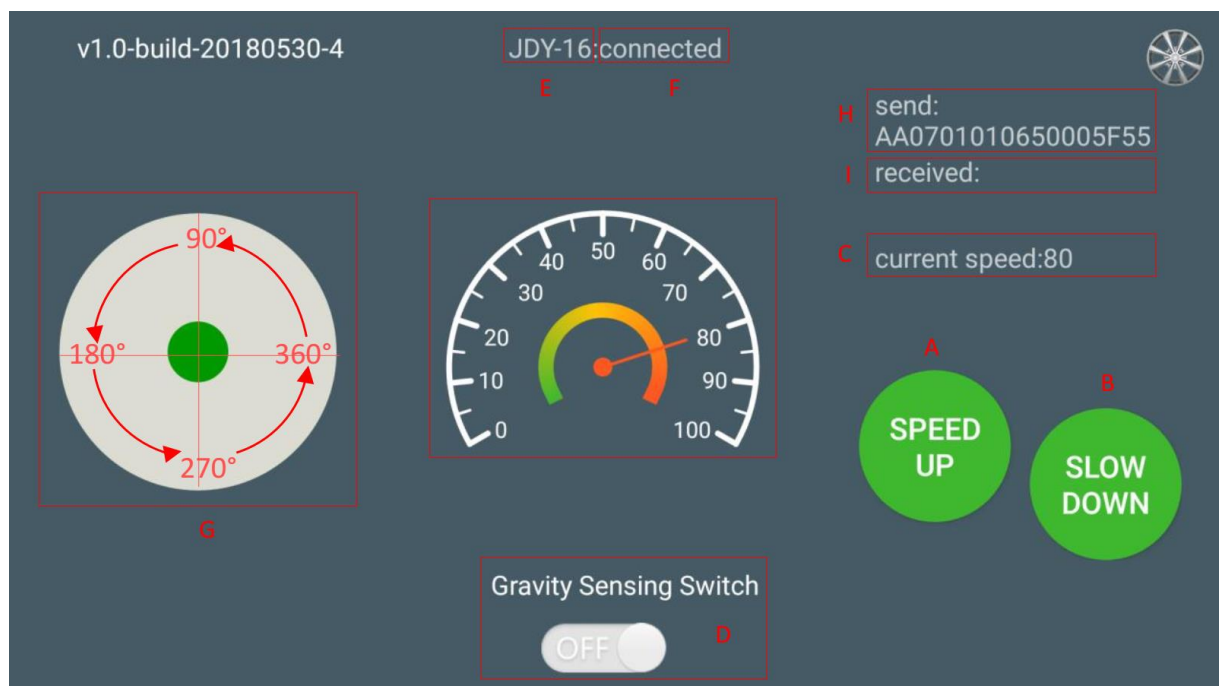 v1.0-build-20180530-4
JDY-16:connected
E
F
H
send:
AA0701010650005F55
I
received:
C
current speed:80
90°
180°
360°
270°
G
0
10
20
30
40
50
60
70
80
90
100
A
SPEED
UP
B
SLOW
DOWN
Gravity Sensing Switch
OFF
D